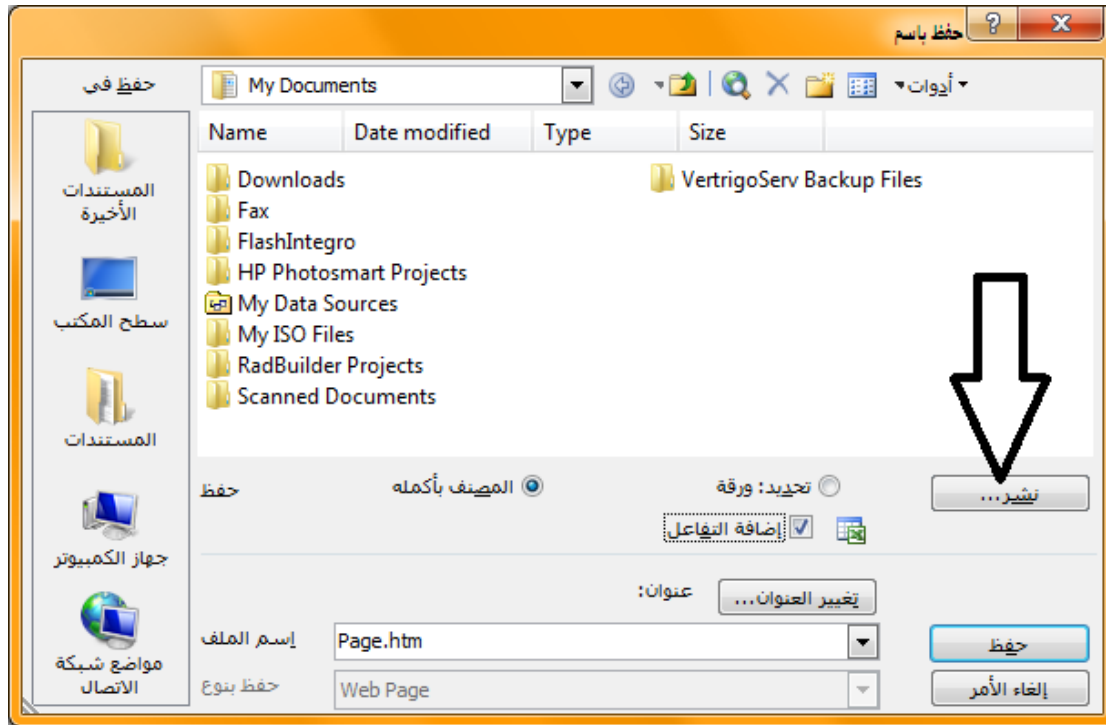 حفظ باسم
حفظ في
My Documents
أدوات
Name Date modified Type Size
Downloads
Fax
FlashIntegro
HP Photosmart Projects
My Data Sources
My ISO Files
RadBuilder Projects
Scanned Documents
VertrigoServ Backup Files
المستندات
الأخيرة
سطح المكتب
المستندات
جهاز الكمبيوتر
مواضع شبكة
الاتصال
حفظ
المصنف بأكمله
تحديد: ورقة
نشر...
إضافة التفاعل
عنوان:
تغيير العنوان...
إسم الملف
Page.htm
حفظ
حفظ بنوع
Web Page
إلغاء الأمر